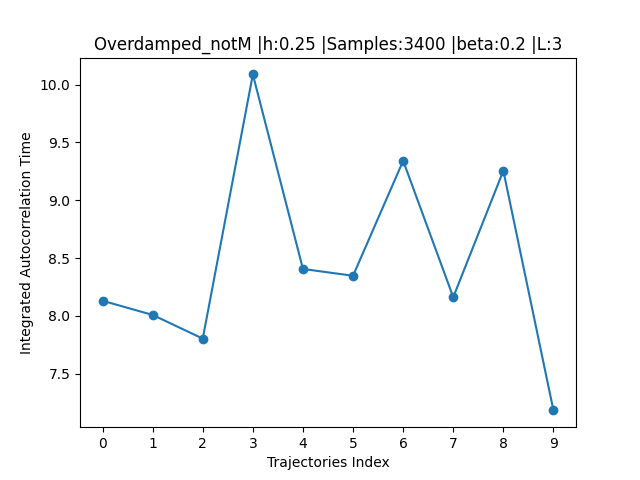 Overdamped_notM |h:0.25 |Samples:3400 |beta:0.2 |L:3
10.0
9.5
9.0
8.5
8.0
7.5
Integrated Autocorrelation Time
0 1 2 3 4 5 6 7 8 9
Trajectories Index